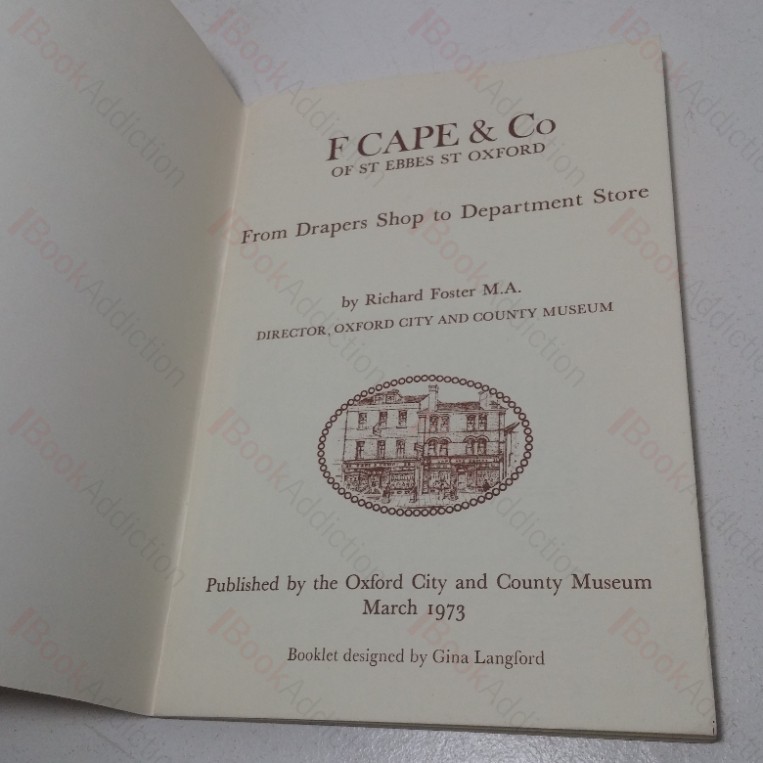 F CAPE & Co
OF ST EBBES ST OXFORD
From Drapers Shop to Department Store
by Richard Foster M.A.
DIRECTOR, OXFORD CITY AND COUNTY MUSEUM
Published by the Oxford City and County Museum
March 1973
Booklet designed by Gina Langford
BookAddiction